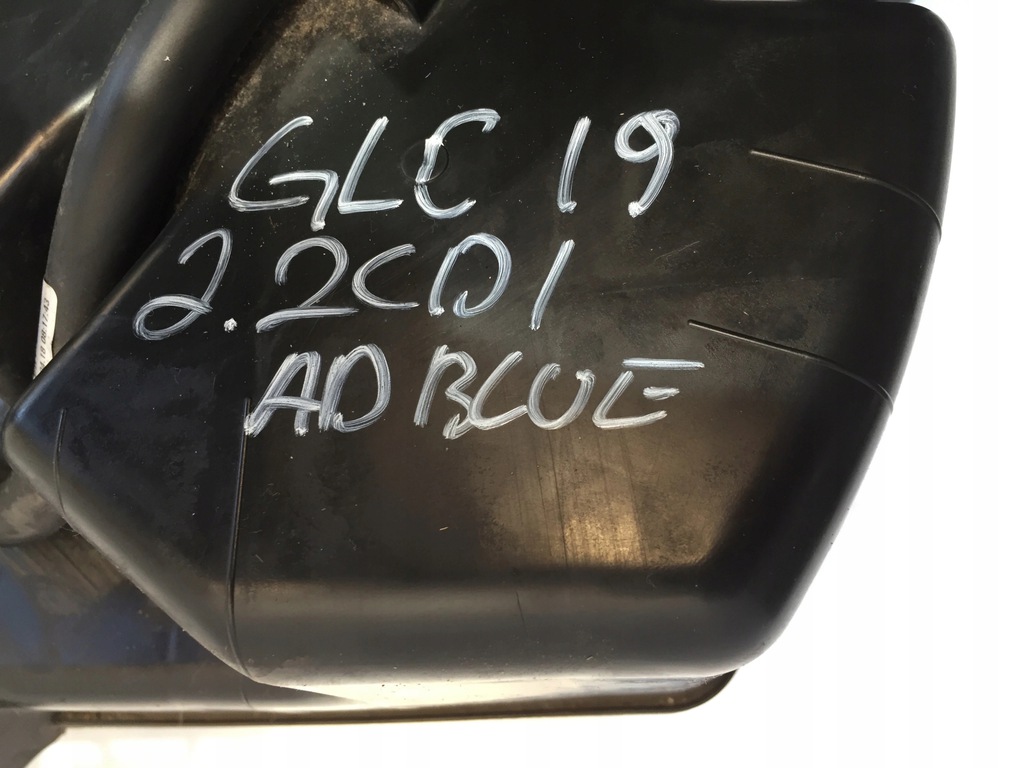 GLC 19
2.2CDI
AD BLUE